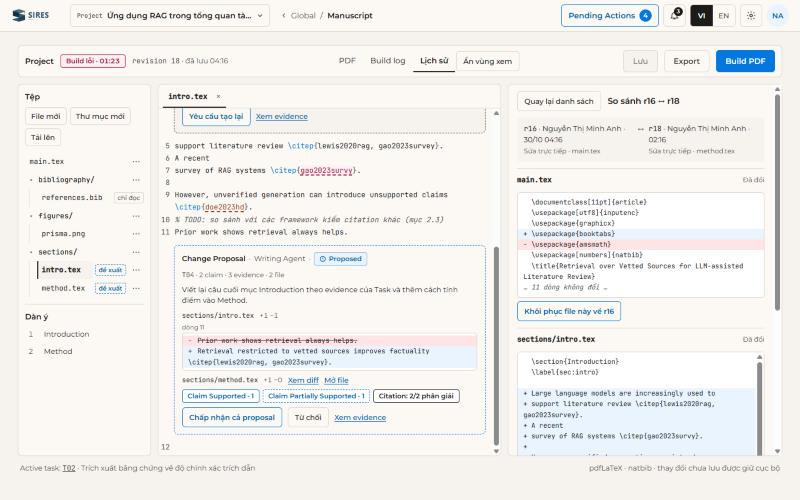 SIRES
Project Ứng dụng RAG trong tổng quan tà...
Global / Manuscript
Pending Actions 4
3
VI EN
NA
Project Build lỗi · 01:23 revision 18 · đã lưu 04:16
PDF Build log Lịch sử Ẩn vùng xem
Lưu Export Build PDF
Tệp
File mới Thư mục mới
Tải lên
main.tex
bibliography/
references.bib chỉ đọc
figures/
prisma.png
sections/
intro.tex đề xuất
method.tex đề xuất
Dàn ý
1 Introduction
2 Method
intro.tex ×
Yêu cầu tạo lại Xem evidence
5 support literature review \citep{lewis2020rag, gao2023survey}.
6 A recent
7 survey of RAG systems \citep{gao2023survy}.
8
9 However, unverified generation can introduce unsupported claims
\citep{doe2023hd}.
10 % TODO: so sánh với các framework kiểm citation khác (mục 2.3)
11 Prior work shows retrieval always helps.
Change Proposal · Writing Agent · Proposed
T04 · 2 claim · 3 evidence · 2 file
Viết lại câu cuối mục Introduction theo evidence của Task và thêm cách tính
điểm vào Method.
sections/intro.tex +1 −1
dòng 11
- Prior work shows retrieval always helps.
+ Retrieval restricted to vetted sources improves factuality
\citep{lewis2020rag, gao2023survey}.
sections/method.tex +1 −0 Xem diff Mở file
Claim Supported · 1 Claim Partially Supported · 1 Citation: 2/2 phân giải
Chấp nhận cả proposal Từ chối Xem evidence
12
Quay lại danh sách So sánh r16 ↔ r18
r16 · Nguyễn Thị Minh Anh ·
30/10 04:16
Sửa trực tiếp · main.tex
↔
r18 · Nguyễn Thị Minh Anh ·
02:16
Sửa trực tiếp · method.tex
main.tex Đã đổi
\documentclass[11pt]{article}
\usepackage[utf8]{inputenc}
\usepackage{graphicx}
+ \usepackage{booktabs}
- \usepackage{amsmath}
\usepackage[numbers]{natbib}
\title{Retrieval over Vetted Sources for LLM-assisted
Literature Review}
… 11 dòng không đổi …
Khôi phục file này về r16
sections/intro.tex Đã đổi
\section{Introduction}
\label{sec:intro}
+ Large language models are increasingly used to
+ support literature review \citep{lewis2020rag,
gao2023survey}.
+ A recent
+ survey of RAG systems \citep{gao2023survy}.
+
Active task: T02 · Trích xuất bằng chứng về độ chính xác trích dẫn
pdfLaTeX · natbib · thay đổi chưa lưu được giữ cục bộ